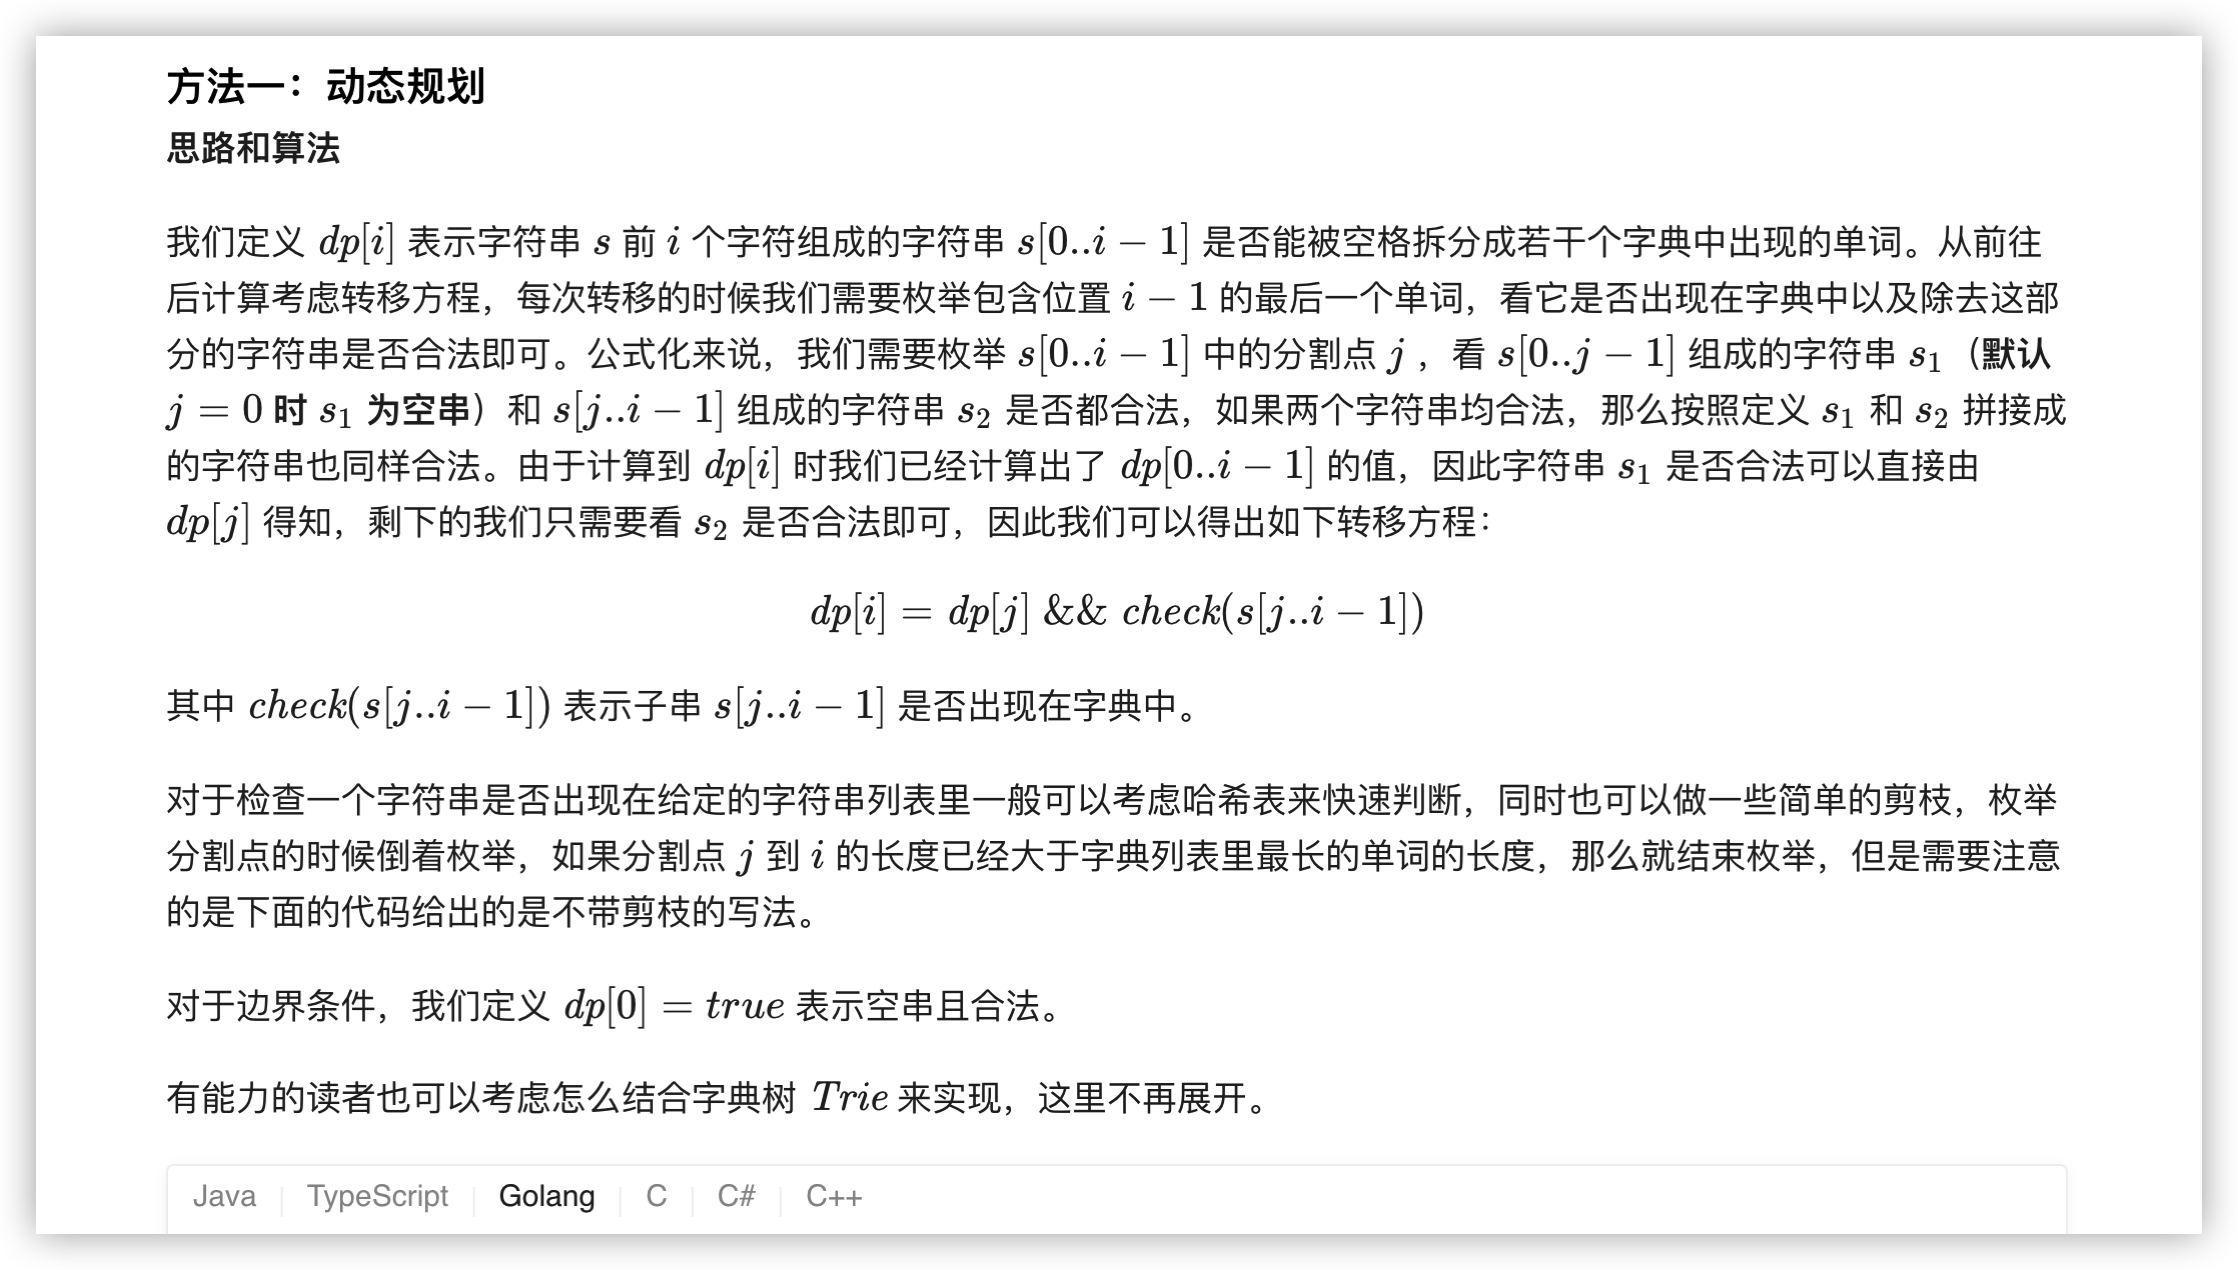 方法一：动态规划
思路和算法
我们定义 dp[i] 表示字符串 s 前 i 个字符组成的字符串 s[0..i − 1] 是否能被空格拆分成若干个字典中出现的单词。从前往
后计算考虑转移方程，每次转移的时候我们需要枚举包含位置 i − 1 的最后一个单词，看它是否出现在字典中以及除去这部
分的字符串是否合法即可。公式化来说，我们需要枚举 s[0..i − 1] 中的分割点 j ，看 s[0..j − 1] 组成的字符串 s₁（默认
j = 0 时 s₁ 为空串）和 s[j..i − 1] 组成的字符串 s₂ 是否都合法，如果两个字符串均合法，那么按照定义 s₁ 和 s₂ 拼接成
的字符串也同样合法。由于计算到 dp[i] 时我们已经计算出了 dp[0..i − 1] 的值，因此字符串 s₁ 是否合法可以直接由
dp[j] 得知，剩下的我们只需要看 s₂ 是否合法即可，因此我们可以得出如下转移方程：
dp[i] = dp[j] && check(s[j..i − 1])
其中 check(s[j..i − 1]) 表示子串 s[j..i − 1] 是否出现在字典中。
对于检查一个字符串是否出现在给定的字符串列表里一般可以考虑哈希表来快速判断，同时也可以做一些简单的剪枝，枚举
分割点的时候倒着枚举，如果分割点 j 到 i 的长度已经大于字典列表里最长的单词的长度，那么就结束枚举，但是需要注意
的是下面的代码给出的是不带剪枝的写法。
对于边界条件，我们定义 dp[0] = true 表示空串且合法。
有能力的读者也可以考虑怎么结合字典树 Trie 来实现，这里不再展开。
Java TypeScript Golang C C# C++